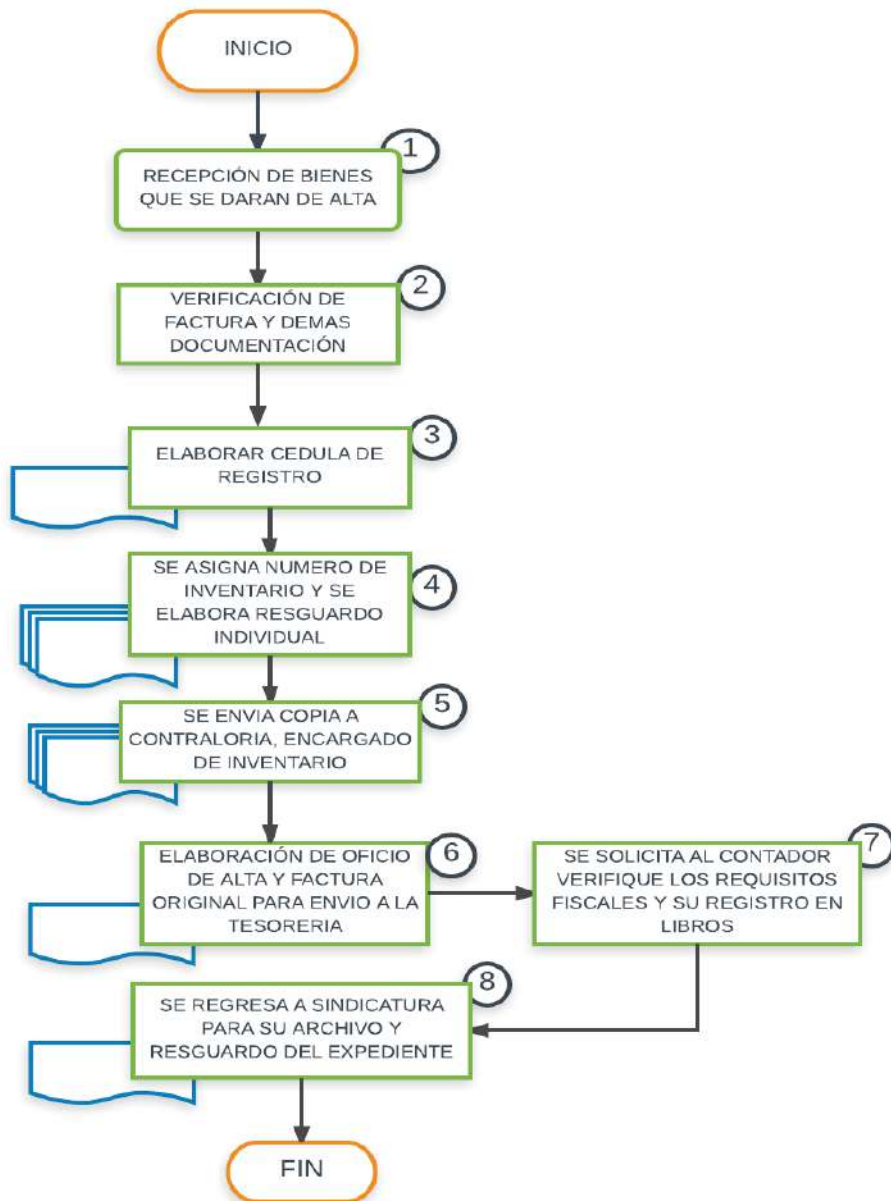 INICIO
1
RECEPCIÓN DE BIENES
QUE SE DARAN DE ALTA
2
VERIFICACIÓN DE
FACTURA Y DEMAS
DOCUMENTACIÓN
3
ELABORAR CEDULA DE
REGISTRO
4
SE ASIGNA NUMERO DE
INVENTARIO Y SE
ELABORA RESGUARDO
INDIVIDUAL
5
SE ENVIA COPIA A
CONTRALORIA, ENCARGADO
DE INVENTARIO
6
ELABORACIÓN DE OFICIO
DE ALTA Y FACTURA
ORIGINAL PARA ENVIO A LA
TESORERIA
7
SE SOLICITA AL CONTADOR
VERIFIQUE LOS REQUISITOS
FISCALES Y SU REGISTRO EN
LIBROS
8
SE REGRESA A SINDICATURA
PARA SU ARCHIVO Y
RESGUARDO DEL EXPEDIENTE
FIN